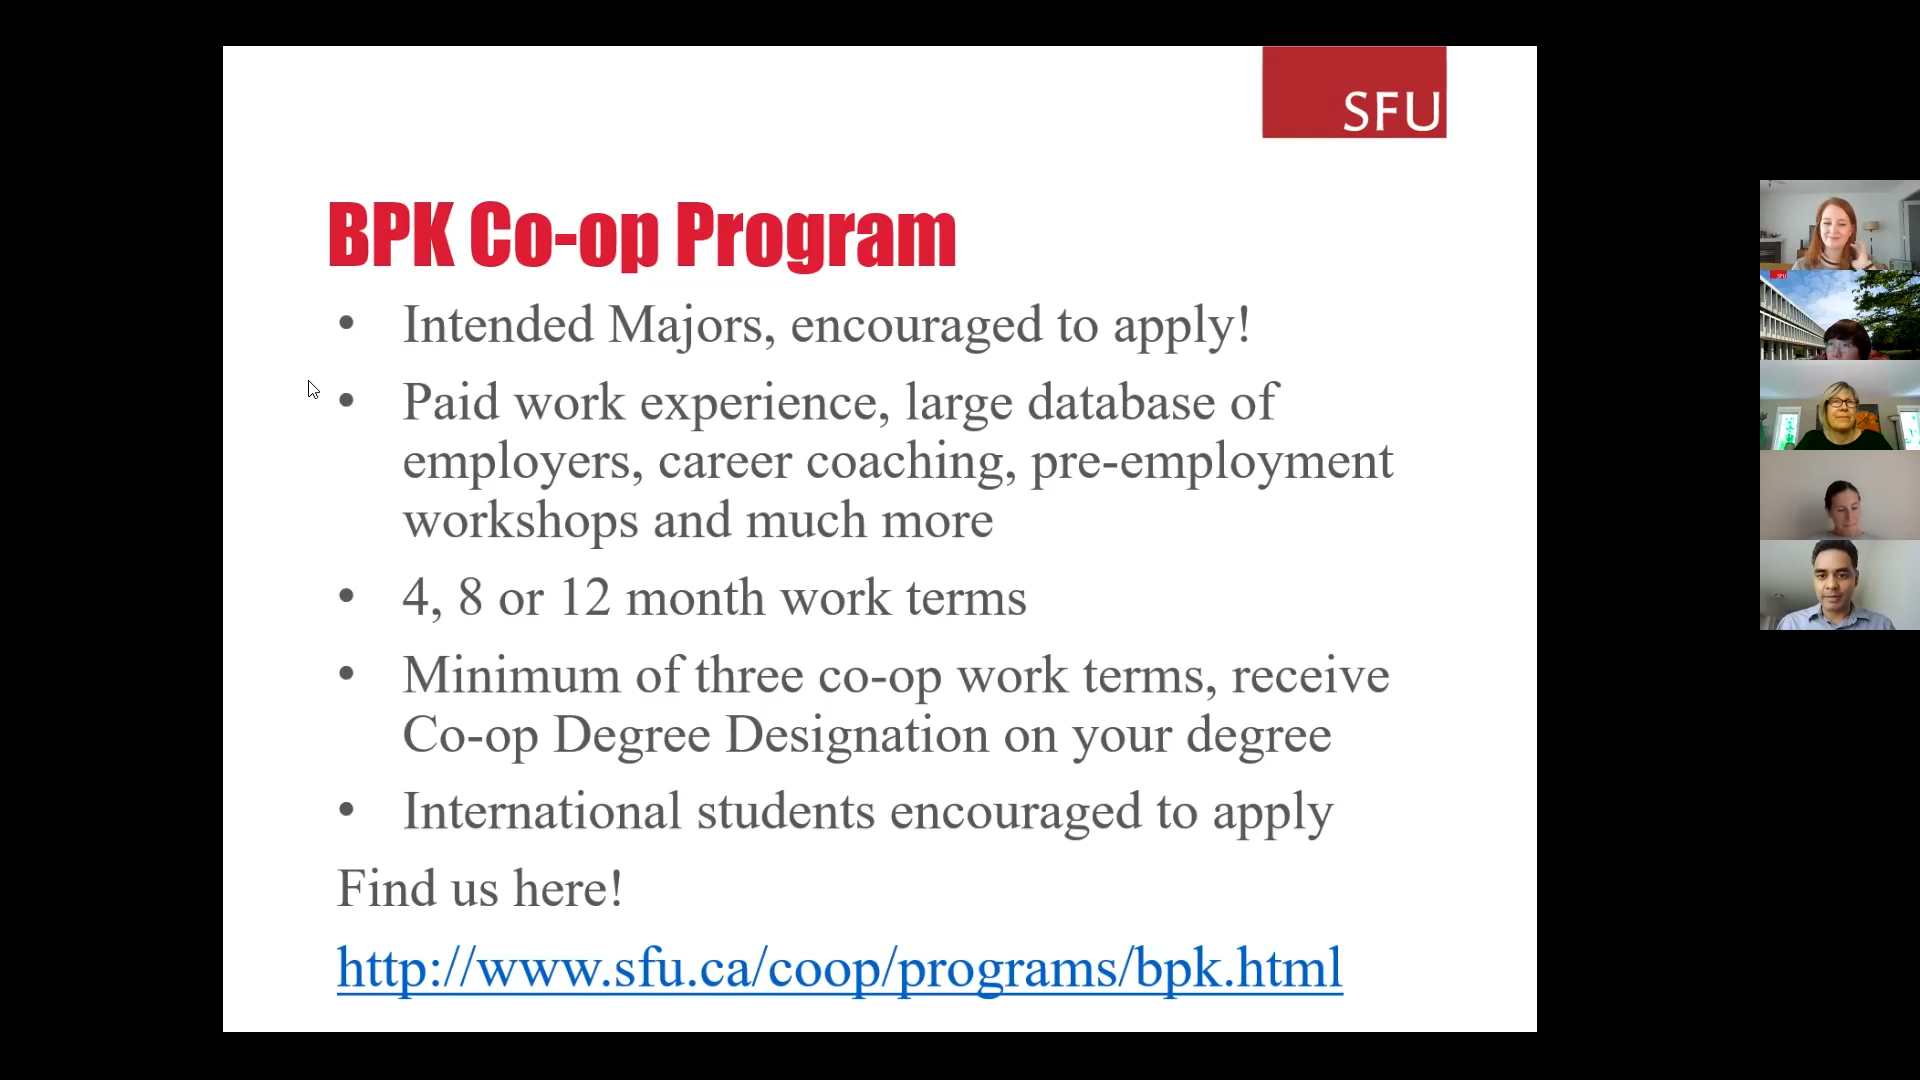 SFU
BPK Co-op Program
• Intended Majors, encouraged to apply!
• Paid work experience, large database of
employers, career coaching, pre-employment
workshops and much more
• 4, 8 or 12 month work terms
• Minimum of three co-op work terms, receive
Co-op Degree Designation on your degree
• International students encouraged to apply
Find us here!
http://www.sfu.ca/coop/programs/bpk.html
SFU